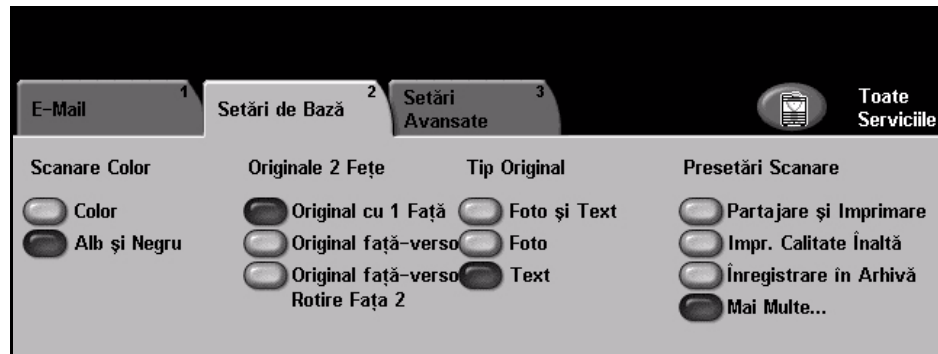 E-Mail
1
Setări de Bază
2
Setări
Avansate
3
Toate
Serviciile
Scanare Color
Color
Alb și Negru
Originale 2 Fețe
Original cu 1 Față
Original față-verso
Original față-verso
Rotire Fața 2
Tip Original
Foto și Text
Foto
Text
Presetări Scanare
Partajare și Imprimare
Impr. Calitate Înaltă
Înregistrare în Arhivă
Mai Multe...